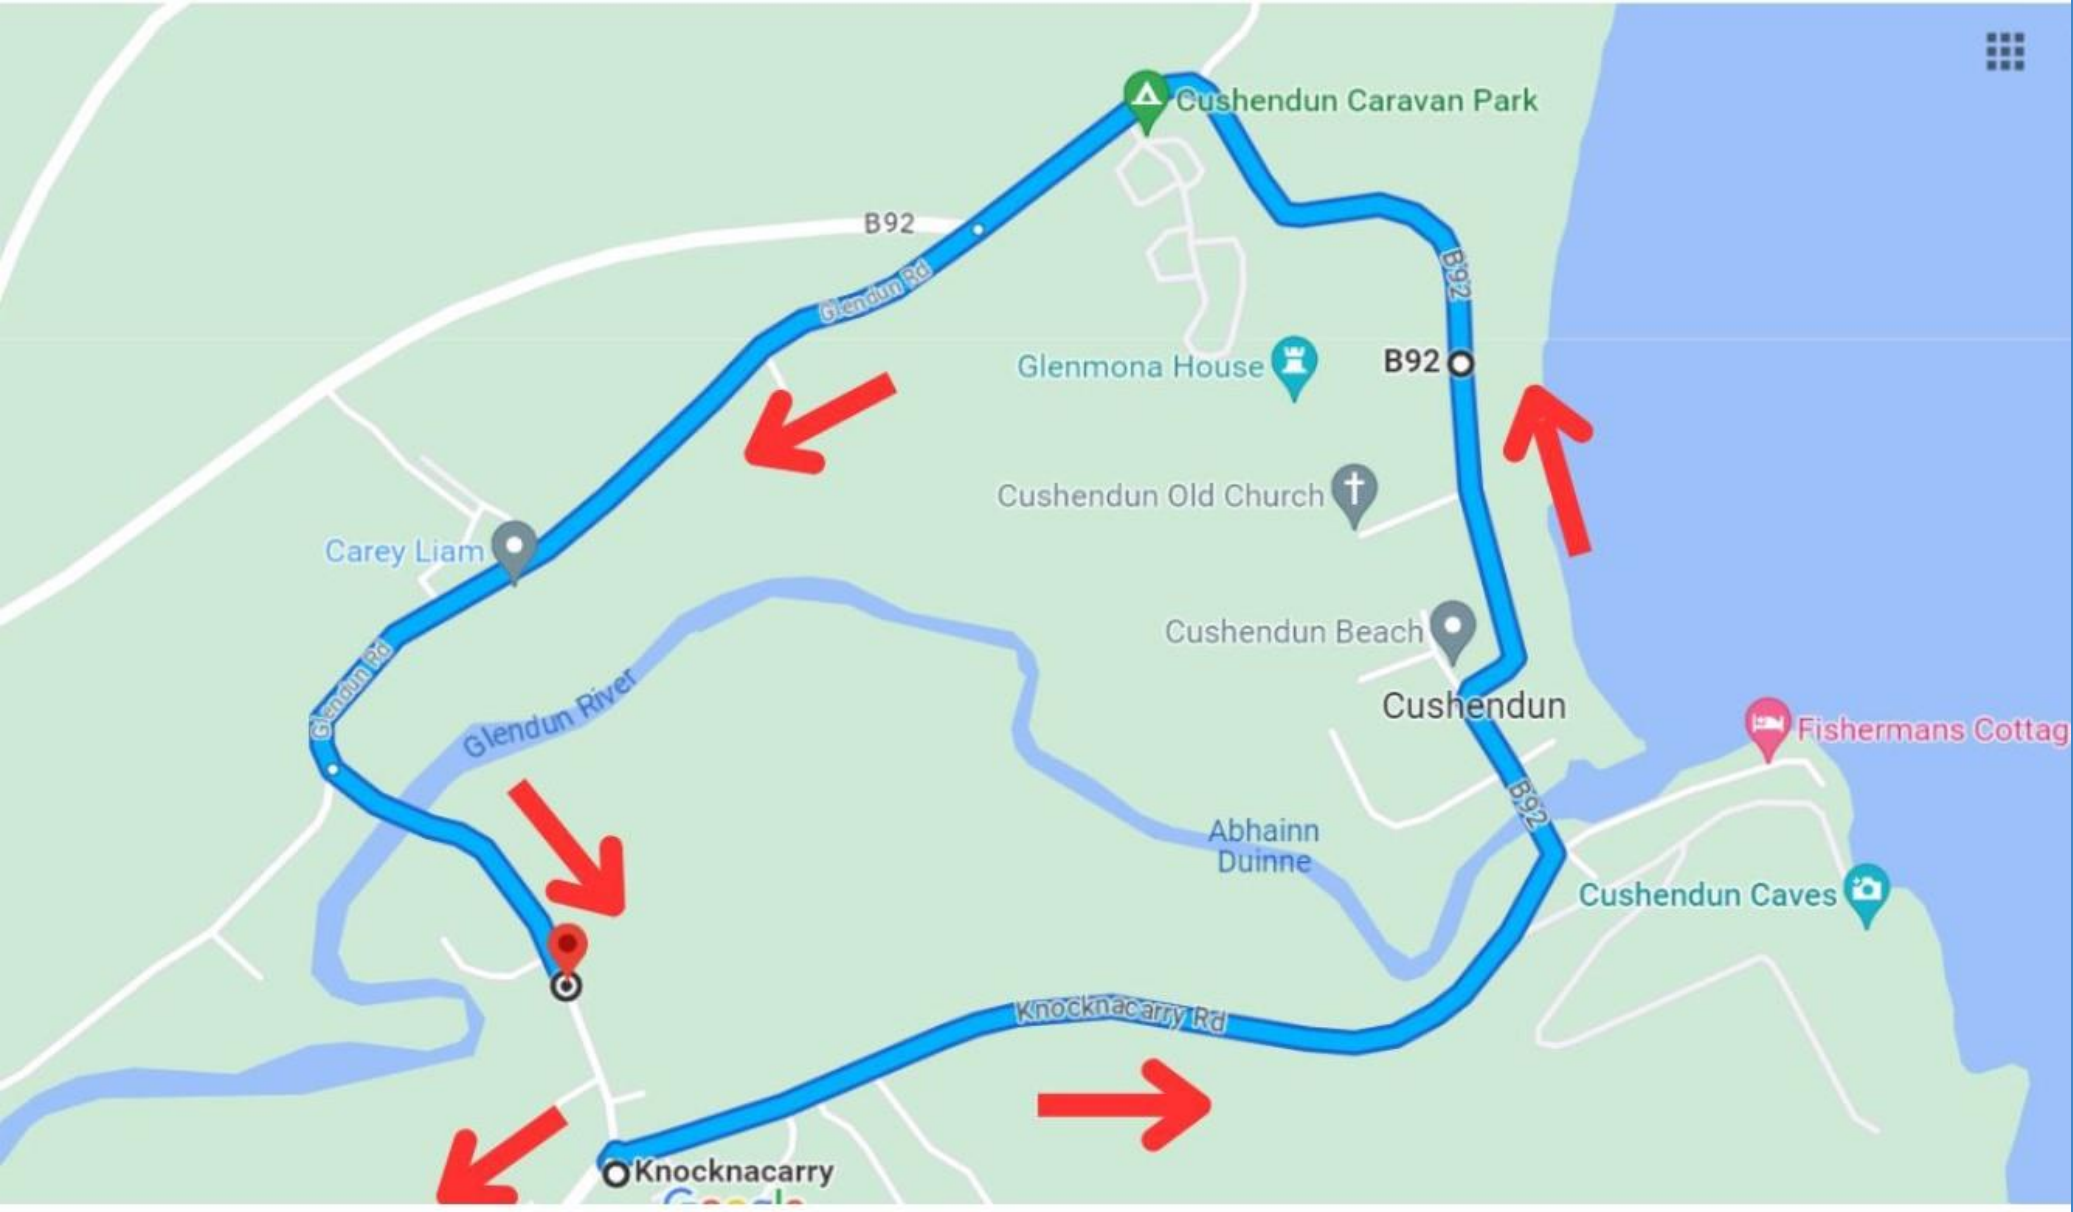 Cushendun Caravan Park
B92
Glendun Rd
B92
Glenmona House
B92
Cushendun Old Church
Carey Liam
Cushendun Beach
Glendun Rd
Glendun River
Cushendun
Fishermans Cottag
B92
Abhainn
Duinne
Cushendun Caves
Knocknacarry Rd
Knocknacarry
Google